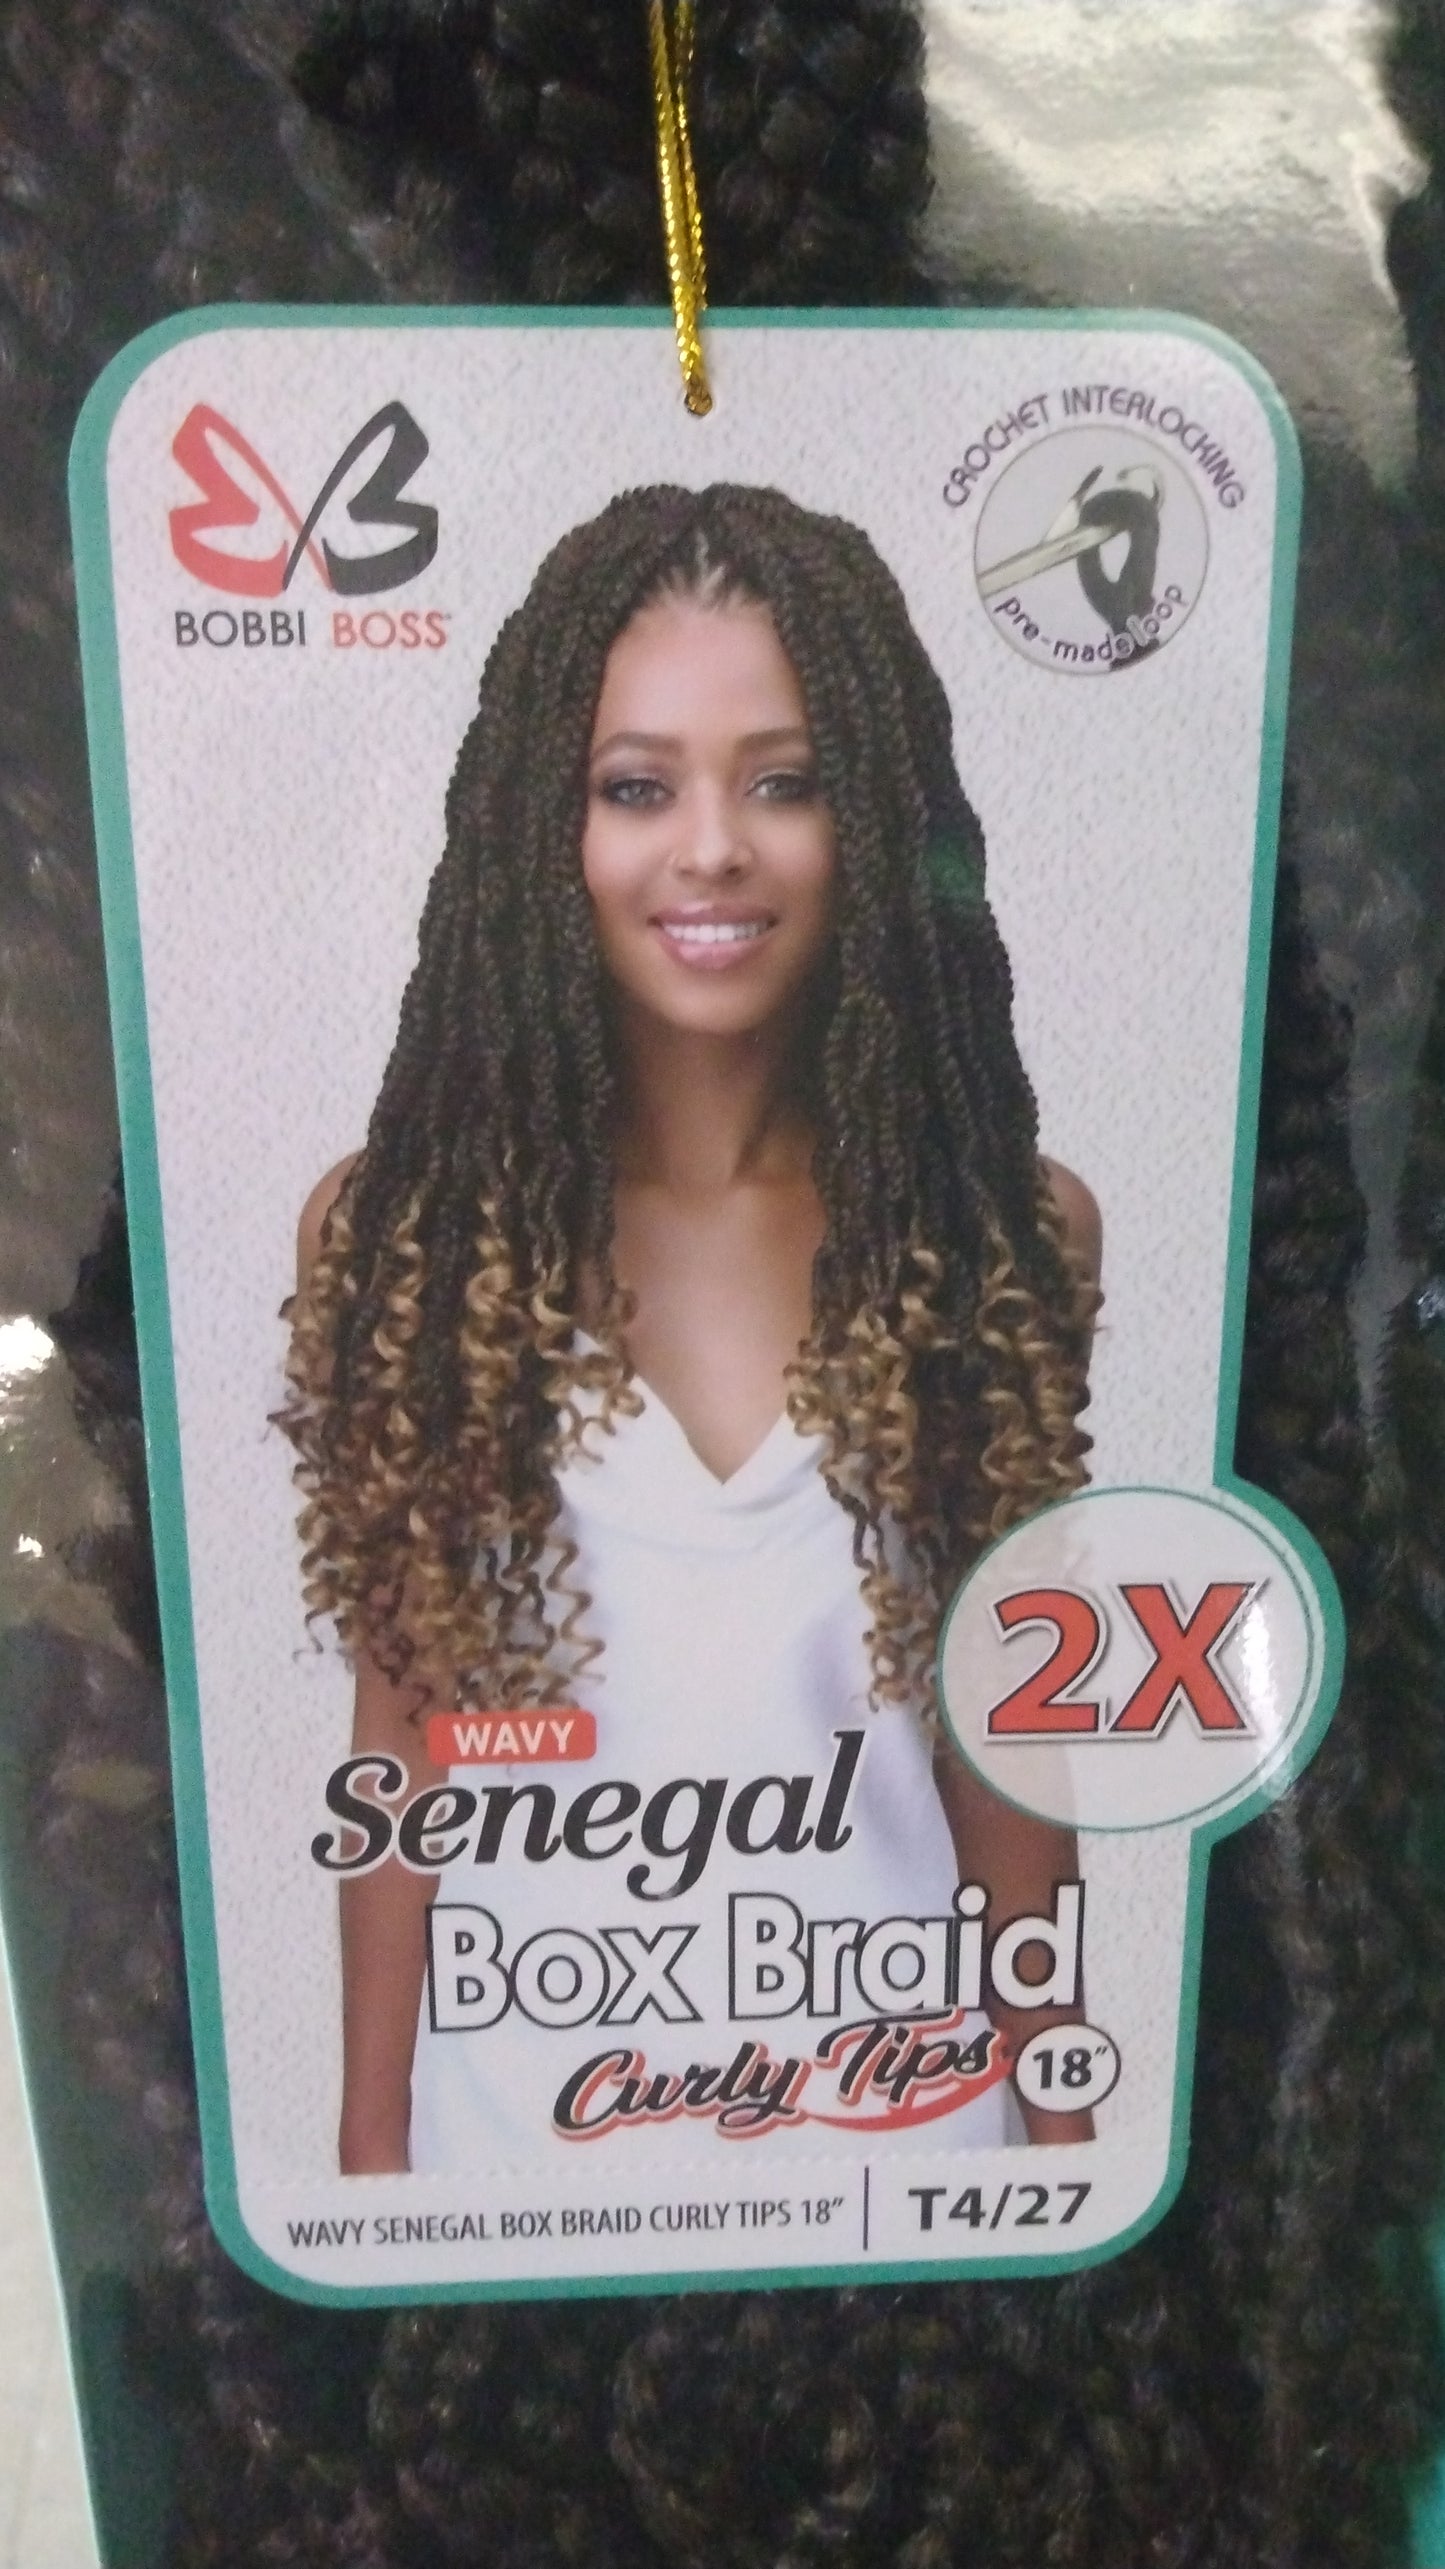 BOBBI BOSS
CROCHET INTERLOCKING
pre-made loop
2X
WAVY
Senegal
Box Braid
Curly Tips 18"
WAVY SENEGAL BOX BRAID CURLY TIPS 18" | T4/27